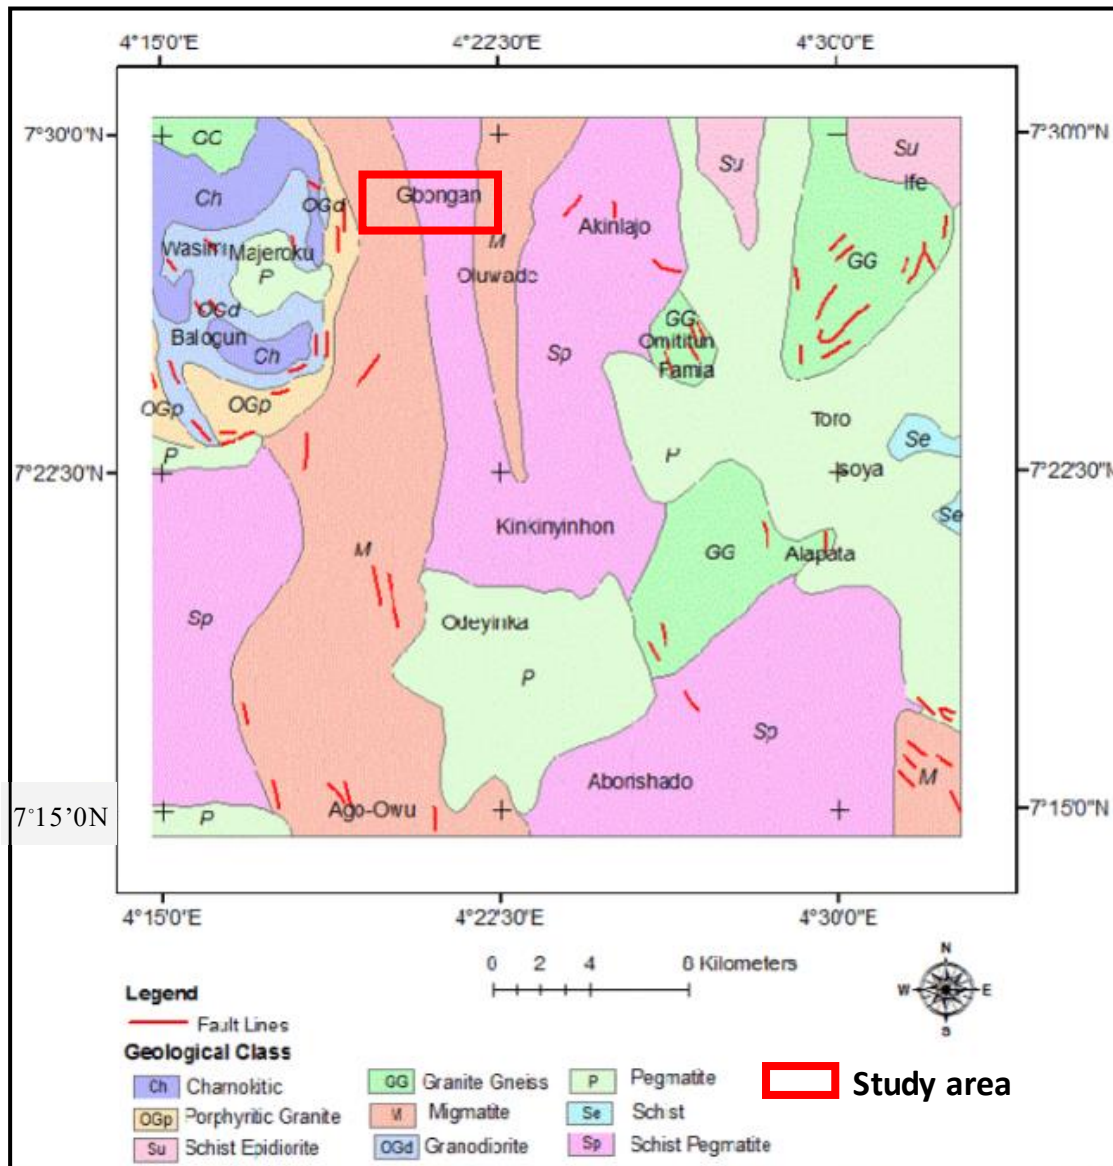 4°15'0"E 4°22'30"E 4°30'0"E
7°30'0"N 7°30'0"N
GG Su Su
Ife
Ch Gbongan
OGd Akinlajo
Wasimi Majeroku M GG
P Oluwado
OGd GG
Balogun Omititun
Ch Sp Famia
OGp OGp Toro
Se
P P
7°22'30"N Isoya 7°22'30"N
Se
Kinkinyinhon
M GG Alapata
Sp Odeyinka
P
Sp
Aborishado M
7°15'0N Ago-Owu 7°15'0"N
P
4°15'0"E 4°22'30"E 4°30'0"E
0 2 4 8 Kilometers
N
W E
S
Legend
Fault Lines
Geological Class
Ch Charnokitic GG Granite Gneiss P Pegmatite Study area
OGp Porphyritic Granite M Migmatite Se Schist
Su Schist Epidiorite OGd Granodiorite Sp Schist Pegmatite